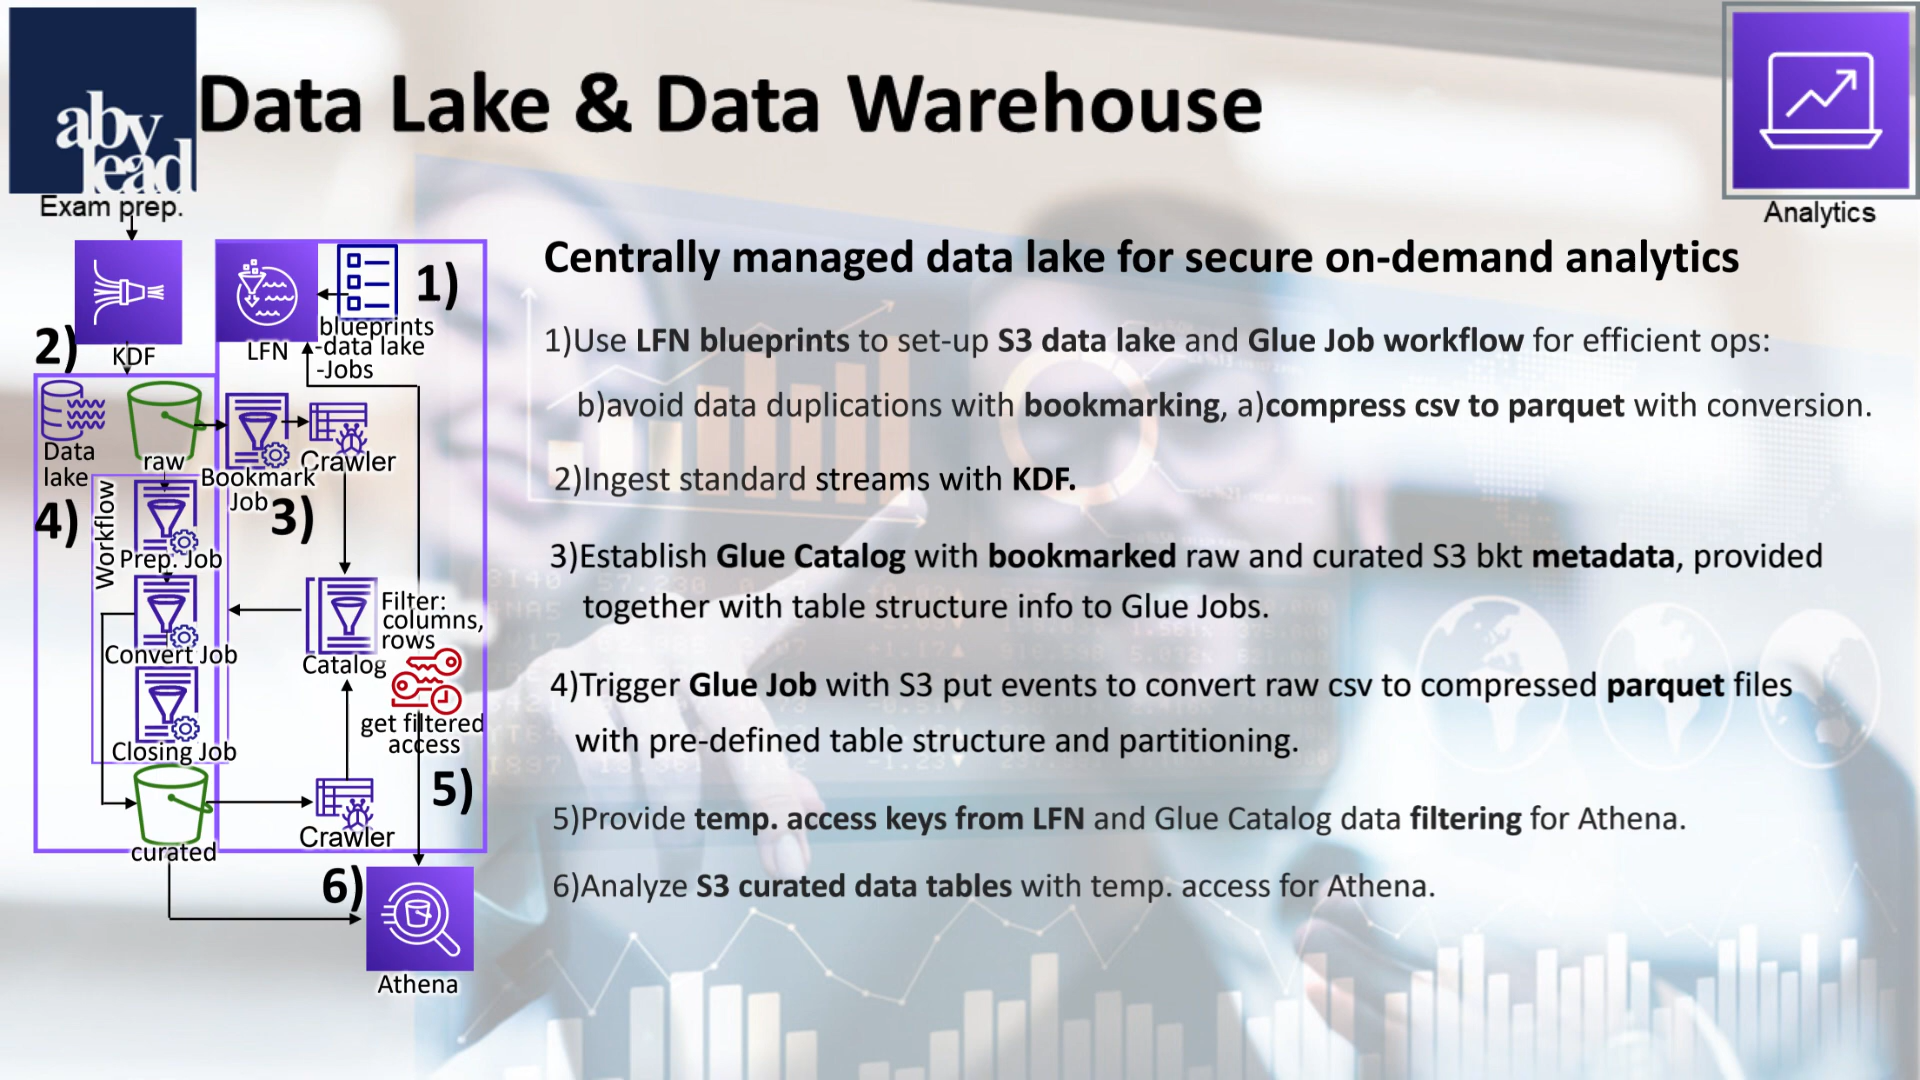 aby
lead
Exam prep.
Data Lake & Data Warehouse
Analytics
KDF
LFN
1)
blueprints
-data lake
-Jobs
2)
Data
lake
raw
Bookmark
Job
Crawler
3)
4)
Workflow
Prep. Job
Convert Job
Closing Job
Catalog
Filter:
columns,
rows
get filtered
access
5)
Crawler
curated
6)
Athena
Centrally managed data lake for secure on-demand analytics
1)Use LFN blueprints to set-up S3 data lake and Glue Job workflow for efficient ops:
b)avoid data duplications with bookmarking, a)compress csv to parquet with conversion.
2)Ingest standard streams with KDF.
3)Establish Glue Catalog with bookmarked raw and curated S3 bkt metadata, provided
together with table structure info to Glue Jobs.
4)Trigger Glue Job with S3 put events to convert raw csv to compressed parquet files
with pre-defined table structure and partitioning.
5)Provide temp. access keys from LFN and Glue Catalog data filtering for Athena.
6)Analyze S3 curated data tables with temp. access for Athena.